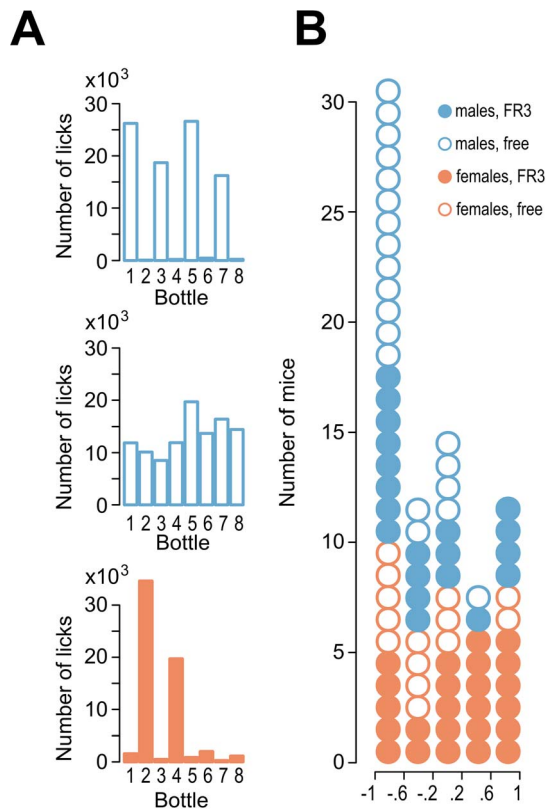 A
x10³
30
20
10
0
Number of licks
1 2 3 4 5 6 7 8
Bottle
x10³
30
20
10
0
Number of licks
1 2 3 4 5 6 7 8
Bottle
x10³
30
20
10
0
Number of licks
1 2 3 4 5 6 7 8
Bottle
B
30
25
20
15
10
5
0
Number of mice
males, FR3
males, free
females, FR3
females, free
-1 -.6 -.2 .2 .6 1